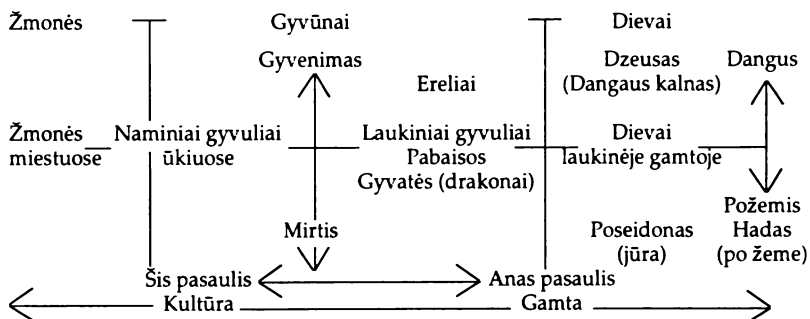 Žmonės Gyvūnai Dievai
Gyvenimas Dzeusas Dangus
Ereliai (Dangaus kalnas)
Žmonės Naminiai gyvuliai Laukiniai gyvuliai Dievai
miestuose ūkiuose Pabaisos laukinėje gamtoje
Gyvatės (drakonai)
Požemis
Mirtis Poseidonas Hadas
(jūra) (po žeme)
Šis pasaulis Anas pasaulis
Kultūra Gamta